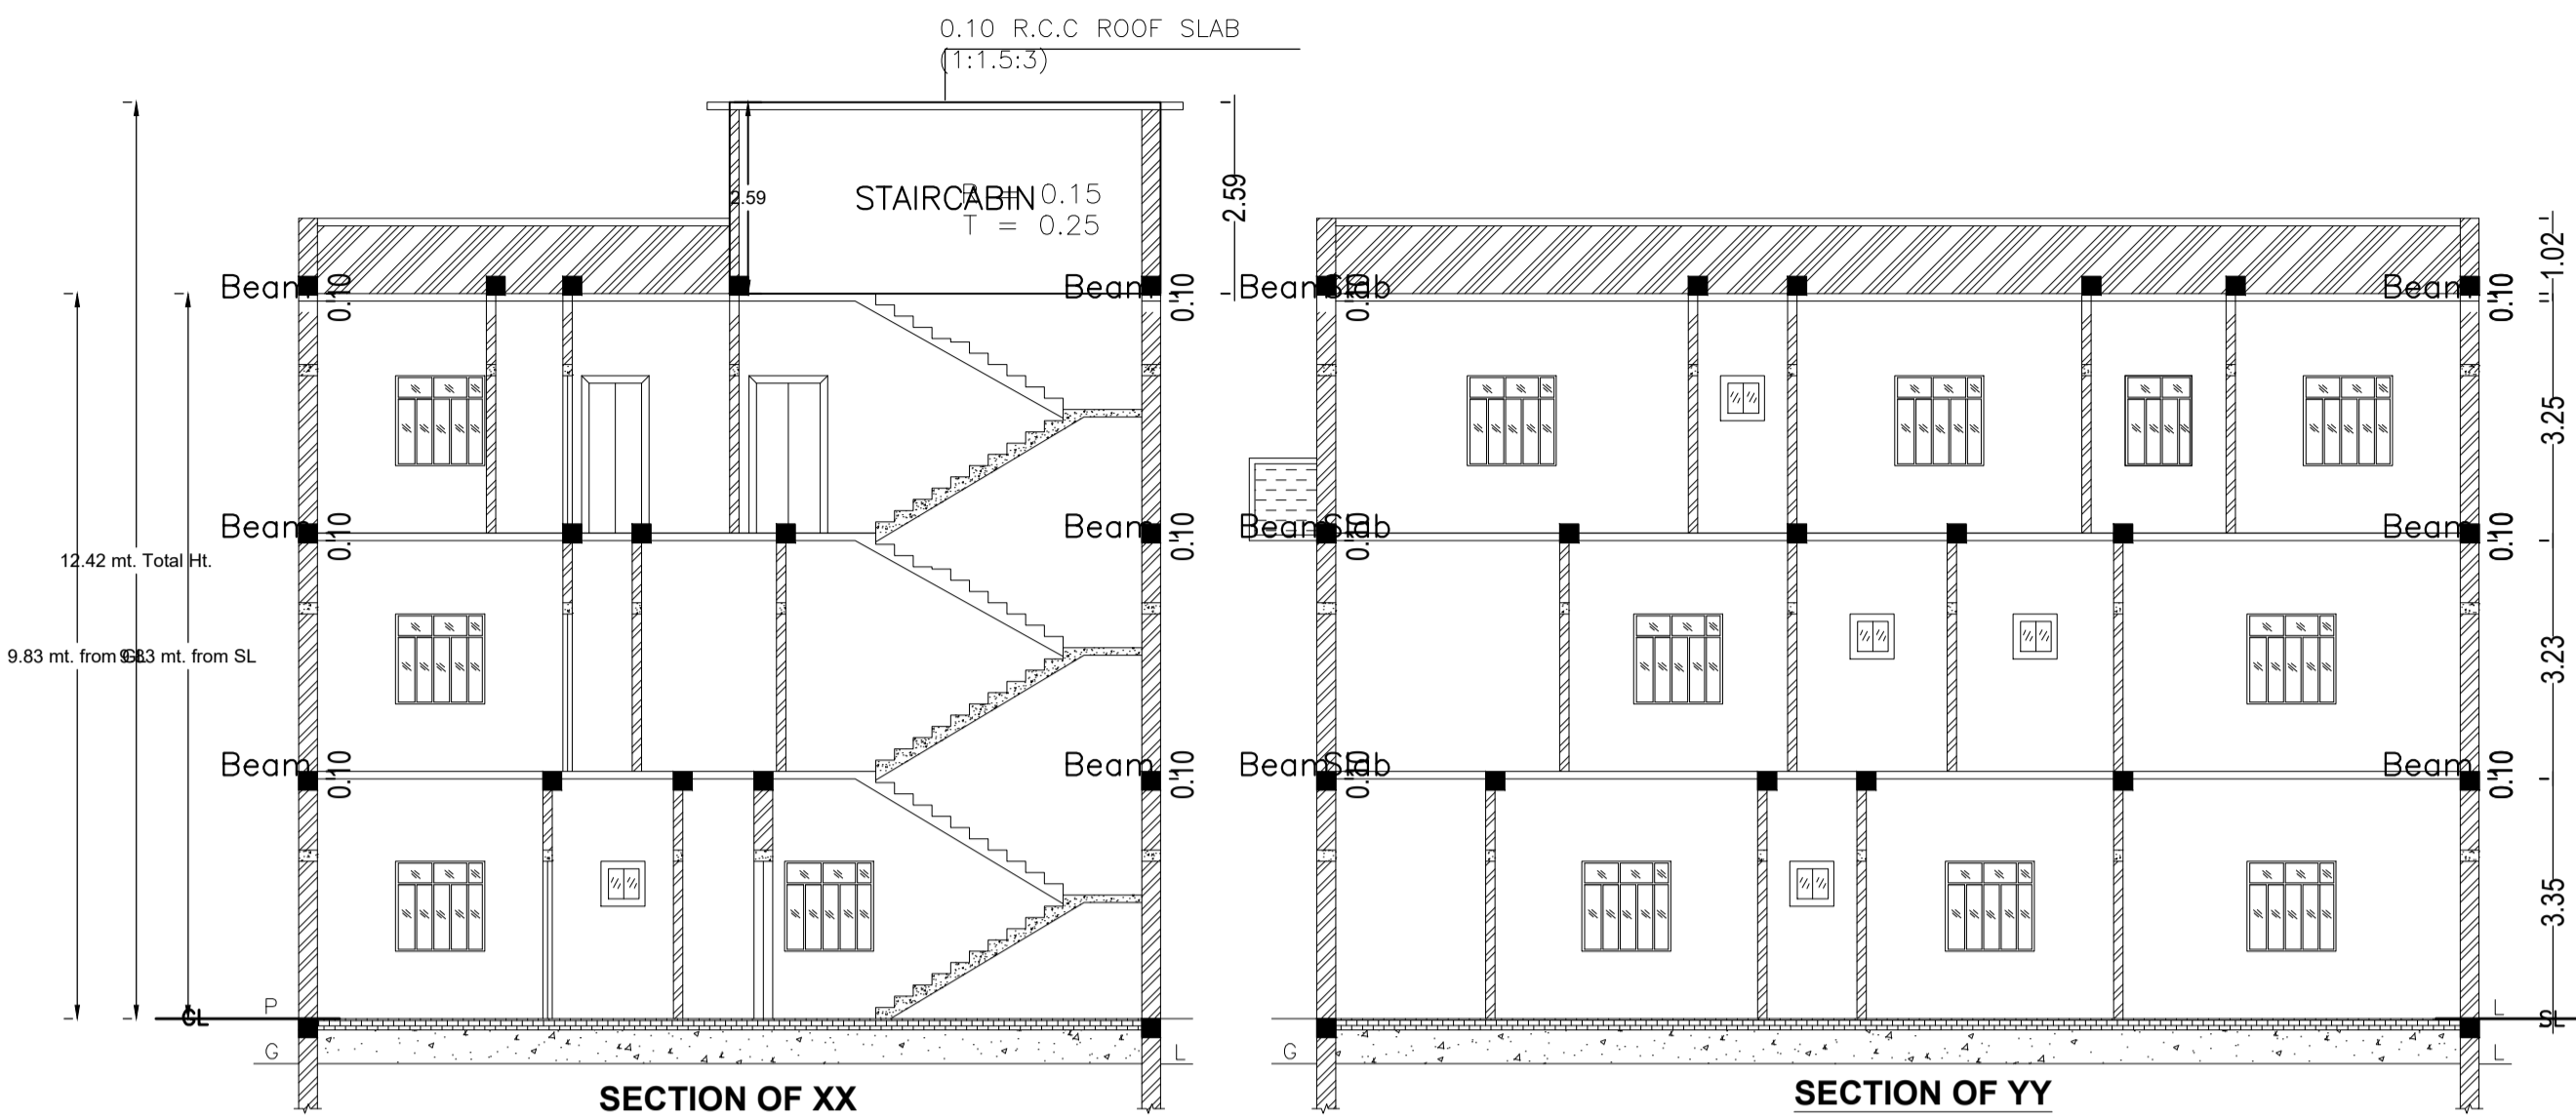 0.10 R.C.C ROOF SLAB
(1:1.5:3)
2.59
STAIRCABIN
R = 0.15
T = 0.25
2.59
1.02
Beam
0.10
Beam
0.10
Beam
Slab
0.10
Beam
0.10
3.25
Beam
0.10
Beam
0.10
Beam
Slab
0.10
Beam
0.10
12.42 mt. Total Ht.
9.83 mt. from GL
9.83 mt. from SL
3.23
Beam
0.10
Beam
0.10
Beam
Slab
0.10
Beam
0.10
3.35
P
GL
L
SL
G
L
G
L
SECTION OF XX
SECTION OF YY